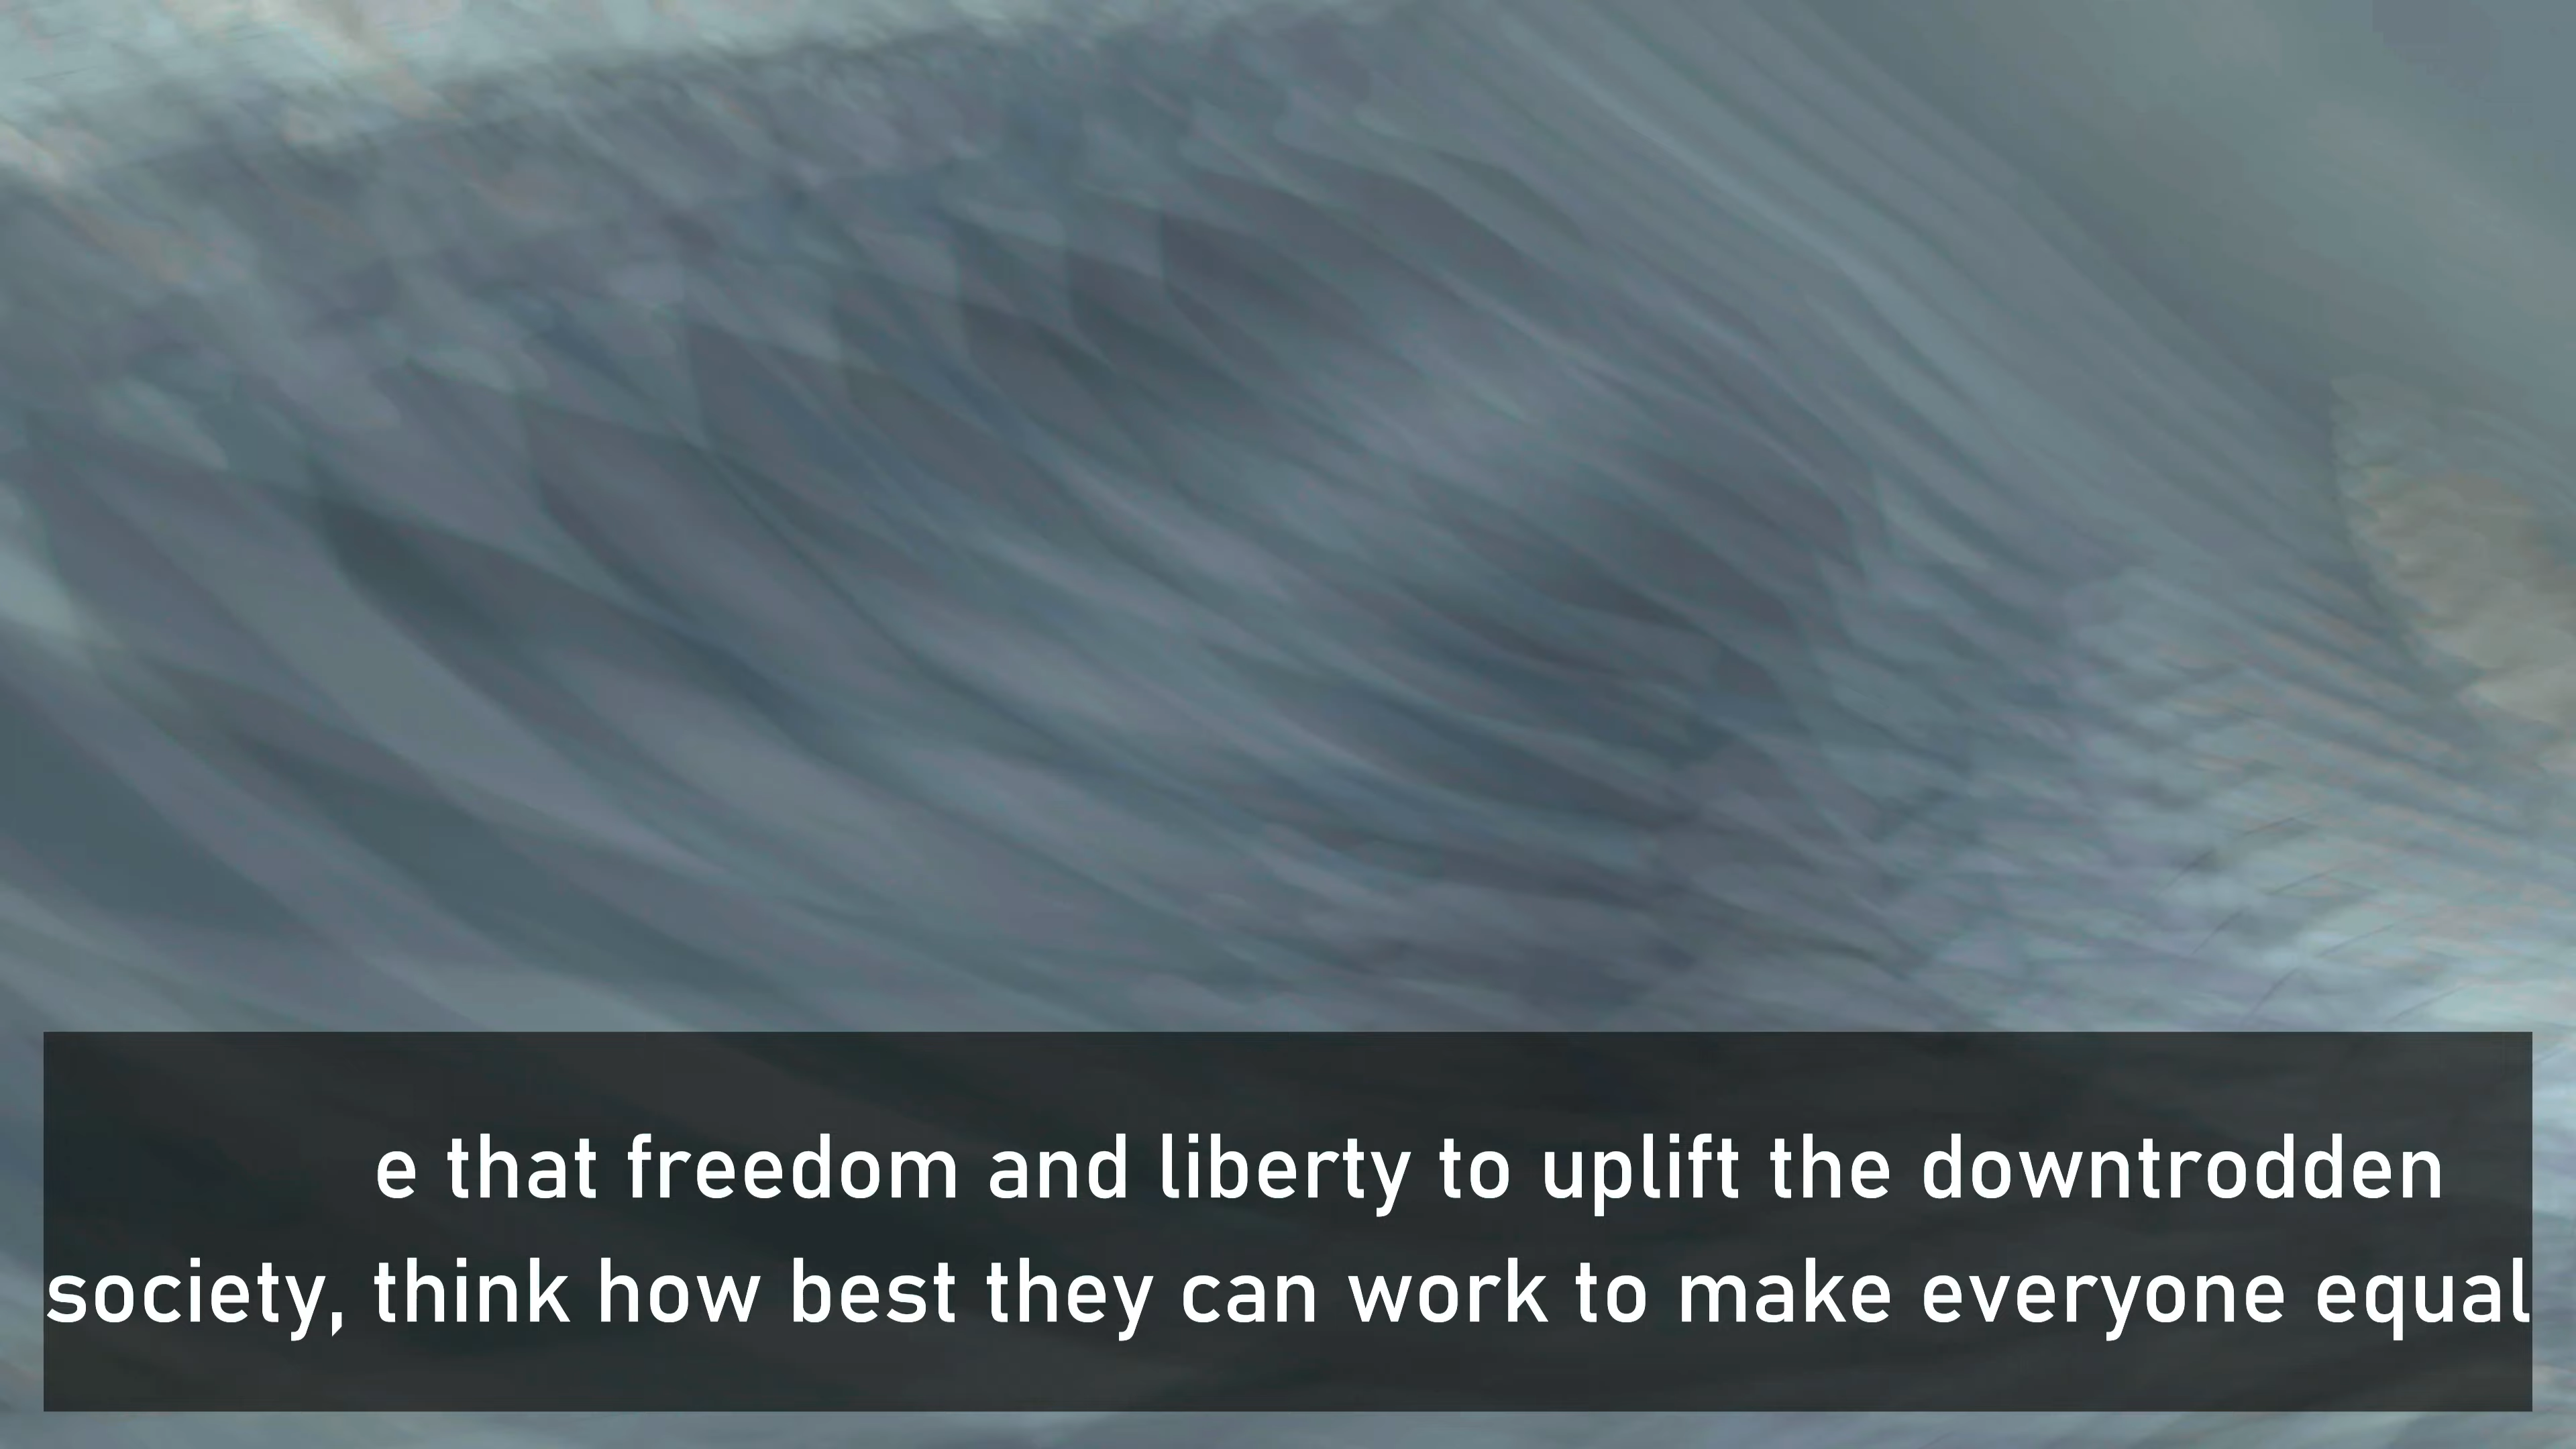 e that freedom and liberty to uplift the downtrodden
society, think how best they can work to make everyone equal